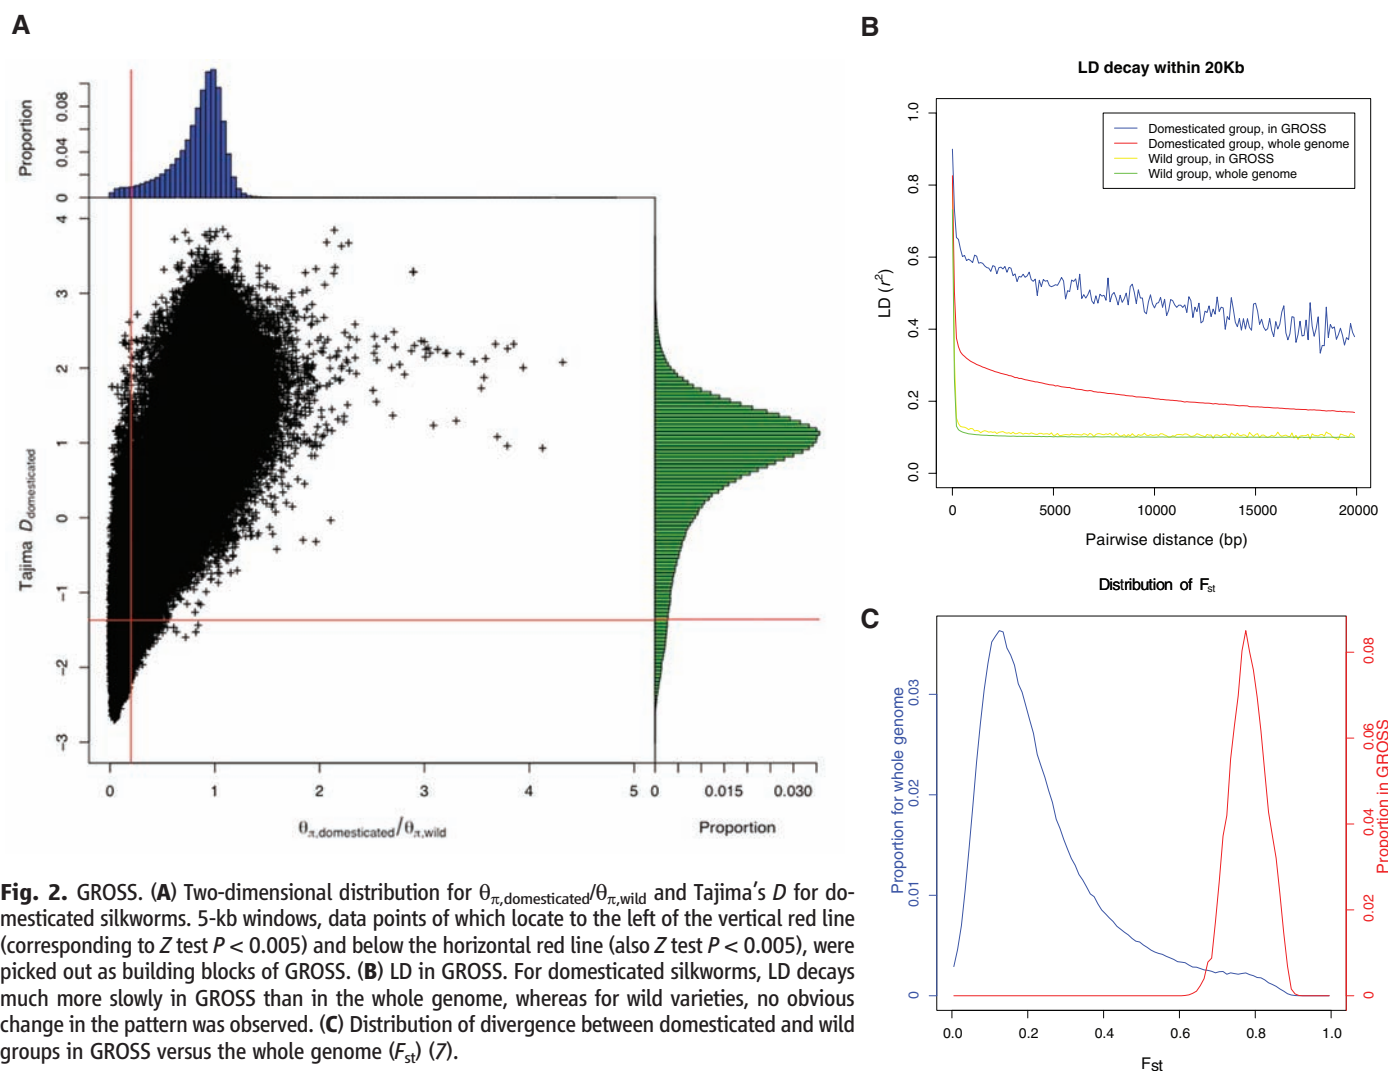 A
Proportion
0.08
0.04
0
4
3
2
1
0
−1
−2
−3
Tajima D domesticated
0 1 2 3 4 5
θπ,domesticated/θπ,wild
0 0.015 0.030
Proportion
B
LD decay within 20Kb
Domesticated group, in GROSS
Domesticated group, whole genome
Wild group, in GROSS
Wild group, whole genome
1.0
0.8
0.6
0.4
0.2
0.0
LD (r²)
0 5000 10000 15000 20000
Pairwise distance (bp)
C
Distribution of Fst
Proportion for whole genome
0.03
0.02
0.01
0
0.08
0.06
0.04
0.02
0
Proportion in GROSS
0.0 0.2 0.4 0.6 0.8 1.0
Fst
Fig. 2. GROSS. (A) Two-dimensional distribution for θπ,domesticated/θπ,wild and Tajima's D for do-
mesticated silkworms. 5-kb windows, data points of which locate to the left of the vertical red line
(corresponding to Z test P < 0.005) and below the horizontal red line (also Z test P < 0.005), were
picked out as building blocks of GROSS. (B) LD in GROSS. For domesticated silkworms, LD decays
much more slowly in GROSS than in the whole genome, whereas for wild varieties, no obvious
change in the pattern was observed. (C) Distribution of divergence between domesticated and wild
groups in GROSS versus the whole genome (Fst) (7).